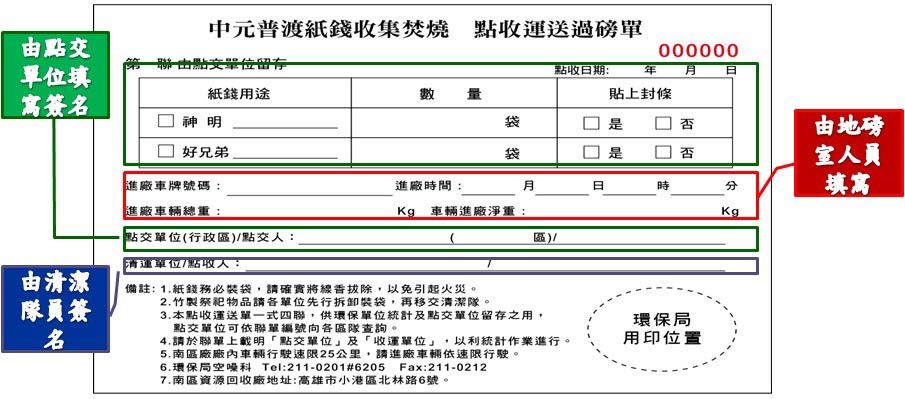 中元普渡紙錢收集焚燒　點收運送過磅單
000000
第　聯 由點交單位留存
點收日期:　年　月　日
紙錢用途　數　量　貼上封條
□ 神 明 ＿＿＿＿　袋　□ 是　□ 否
□ 好兄弟＿＿＿＿　袋　□ 是　□ 否
進廠車牌號碼：＿＿＿＿　進廠時間：＿＿月＿＿日＿＿時＿＿分
進廠車輛總重：　Kg　車輛進廠淨重：　Kg
點交單位(行政區)/點交人：＿＿＿＿(　區)/＿＿＿＿
清運單位/點收人：＿＿＿＿/＿＿＿＿
備註: 1.紙錢務必裝袋，請確實將線香拔除，以免引起火災。
2.竹製祭祀物品請各單位先行拆卸裝袋，再移交清潔隊。
3.本點收運送單一式四聯，供環保單位統計及點交單位留存之用，
點交單位可依聯單編號向各區隊查詢。
4.請於聯單上載明「點交單位」及「收運單位」，以利統計作業進行。
5.南區廠廠內車輛行駛速限25公里，請進廠車輛依速限行駛。
6.環保局空噪科　Tel:211-0201#6205　Fax:211-0212
7.南區資源回收廠地址:高雄市小港區北林路6號。
環保局
用印位置
由點交
單位填
寫簽名
由地磅
室人員
填寫
由清潔
隊員簽
名